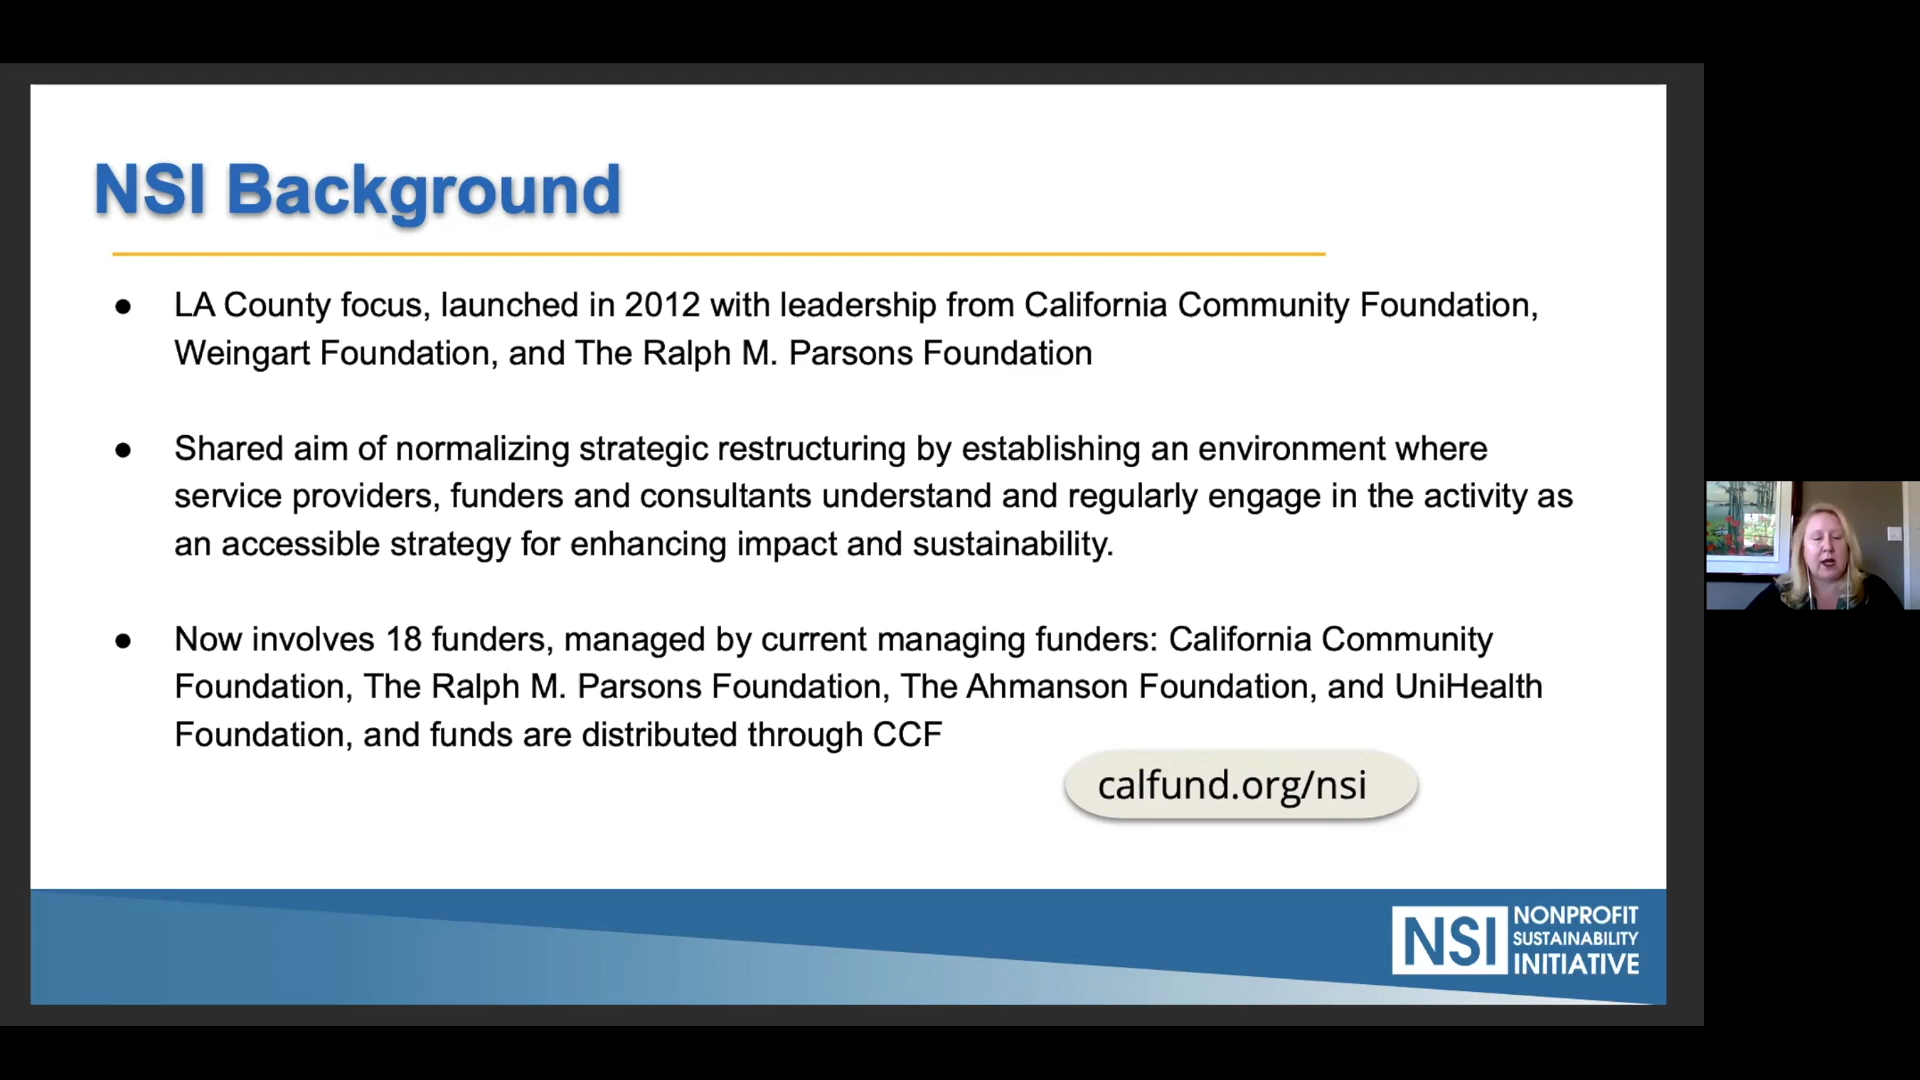 NSI Background
● LA County focus, launched in 2012 with leadership from California Community Foundation,
Weingart Foundation, and The Ralph M. Parsons Foundation
● Shared aim of normalizing strategic restructuring by establishing an environment where
service providers, funders and consultants understand and regularly engage in the activity as
an accessible strategy for enhancing impact and sustainability.
● Now involves 18 funders, managed by current managing funders: California Community
Foundation, The Ralph M. Parsons Foundation, The Ahmanson Foundation, and UniHealth
Foundation, and funds are distributed through CCF
calfund.org/nsi
NSI
NONPROFIT
SUSTAINABILITY
INITIATIVE